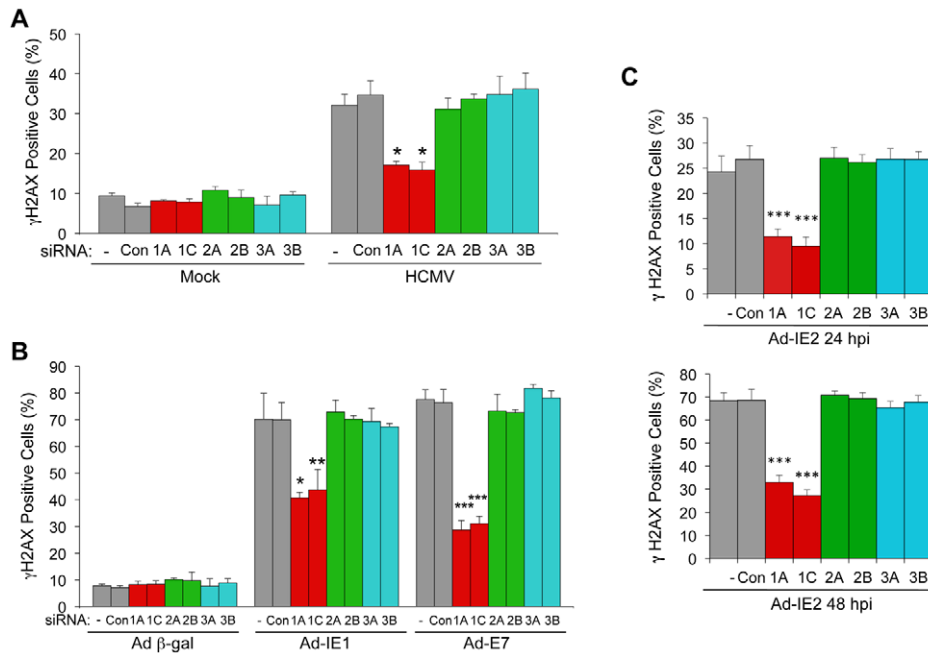 A
γH2AX Positive Cells (%)
50
40
30
20
10
0
* *
siRNA: - Con 1A 1C 2A 2B 3A 3B - Con 1A 1C 2A 2B 3A 3B
Mock HCMV
B
γH2AX Positive Cells (%)
90
80
70
60
50
40
30
20
10
0
* ** *** ***
siRNA: - Con 1A 1C 2A 2B 3A 3B - Con 1A 1C 2A 2B 3A 3B - Con 1A 1C 2A 2B 3A 3B
Ad β-gal Ad-IE1 Ad-E7
C
γ H2AX Positive Cells (%)
35
30
25
20
15
10
5
0
*** ***
- Con 1A 1C 2A 2B 3A 3B
Ad-IE2 24 hpi
γ H2AX Positive Cells (%)
80
70
60
50
40
30
20
10
0
*** ***
- Con 1A 1C 2A 2B 3A 3B
Ad-IE2 48 hpi